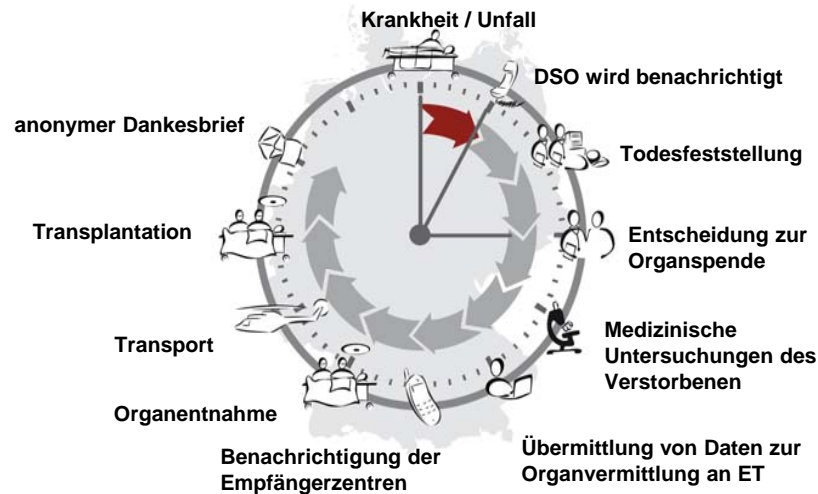 Krankheit / Unfall
DSO wird benachrichtigt
Todesfeststellung
Entscheidung zur
Organspende
Medizinische
Untersuchungen des
Verstorbenen
Übermittlung von Daten zur
Organvermittlung an ET
Benachrichtigung der
Empfängerzentren
Organentnahme
Transport
Transplantation
anonymer Dankesbrief